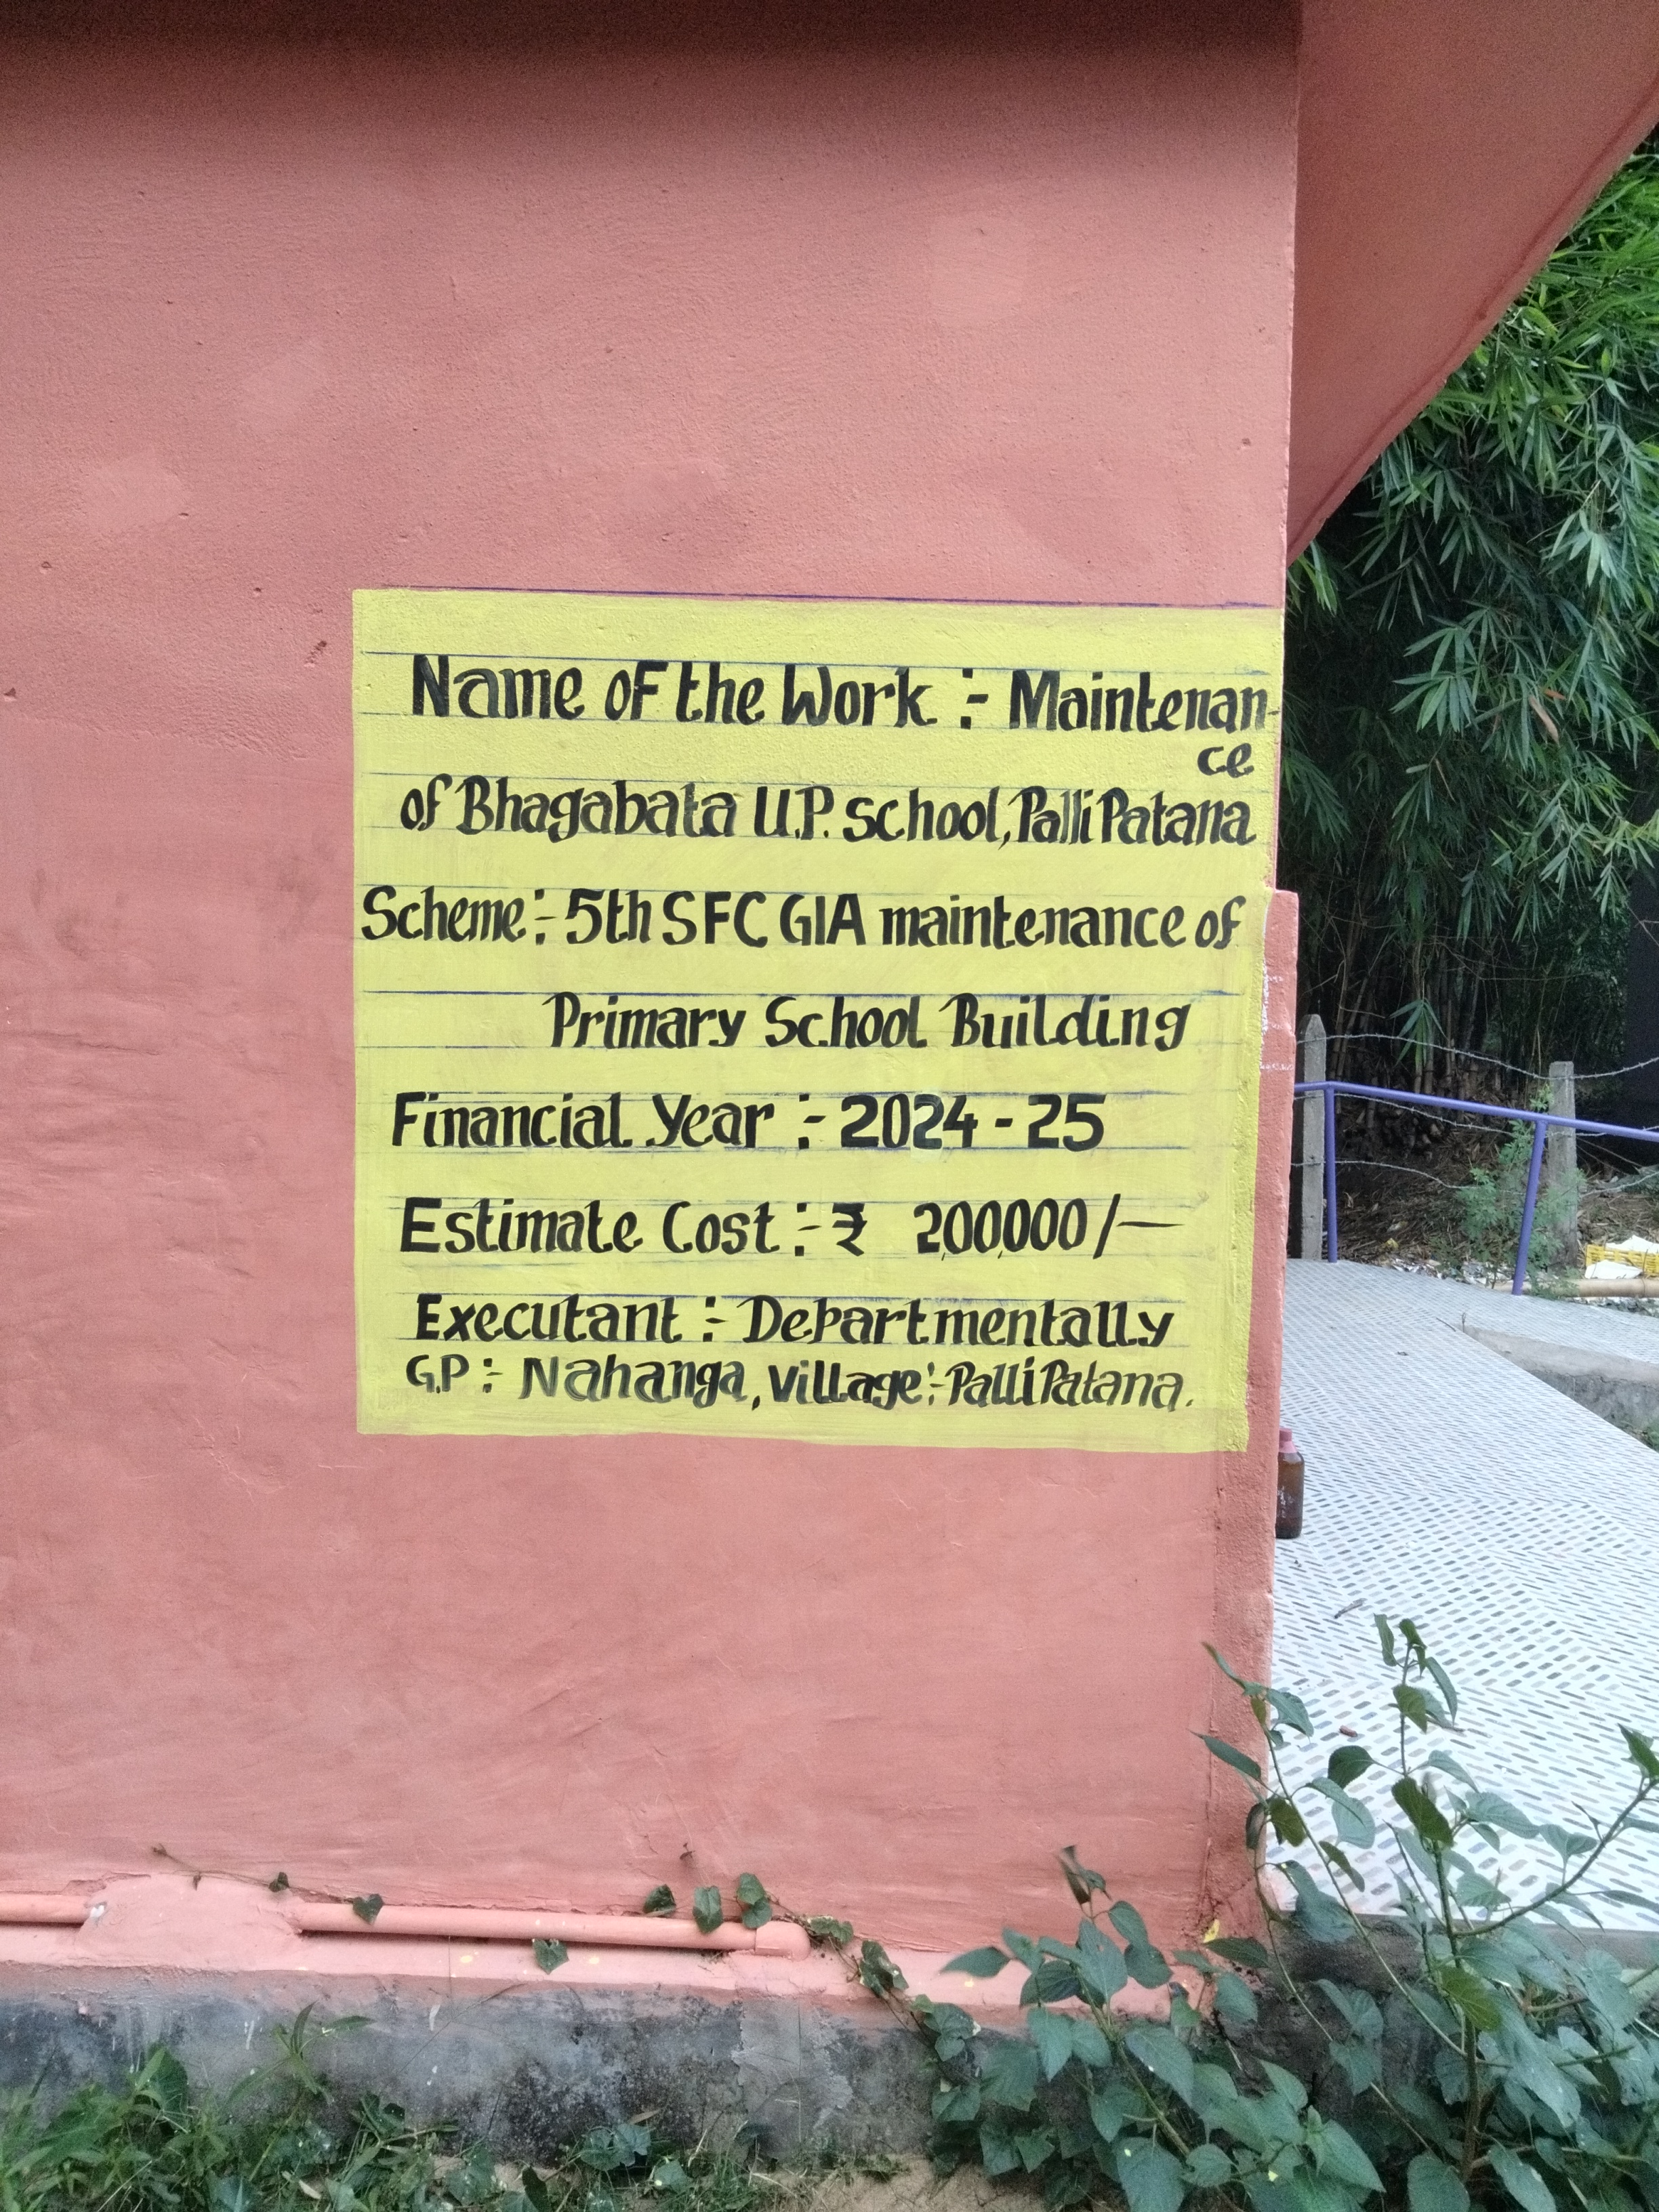 Name of the Work :- Maintenan-
ce
of Bhagabata U.P. School, Palli Patana
Scheme :- 5th SFC GIA maintenance of
Primary School Building
Financial Year :- 2024-25
Estimate Cost :- ₹ 2,00,000/-
Executant :- Departmentally
G.P :- Nahanga, Village :- Palli Patana.